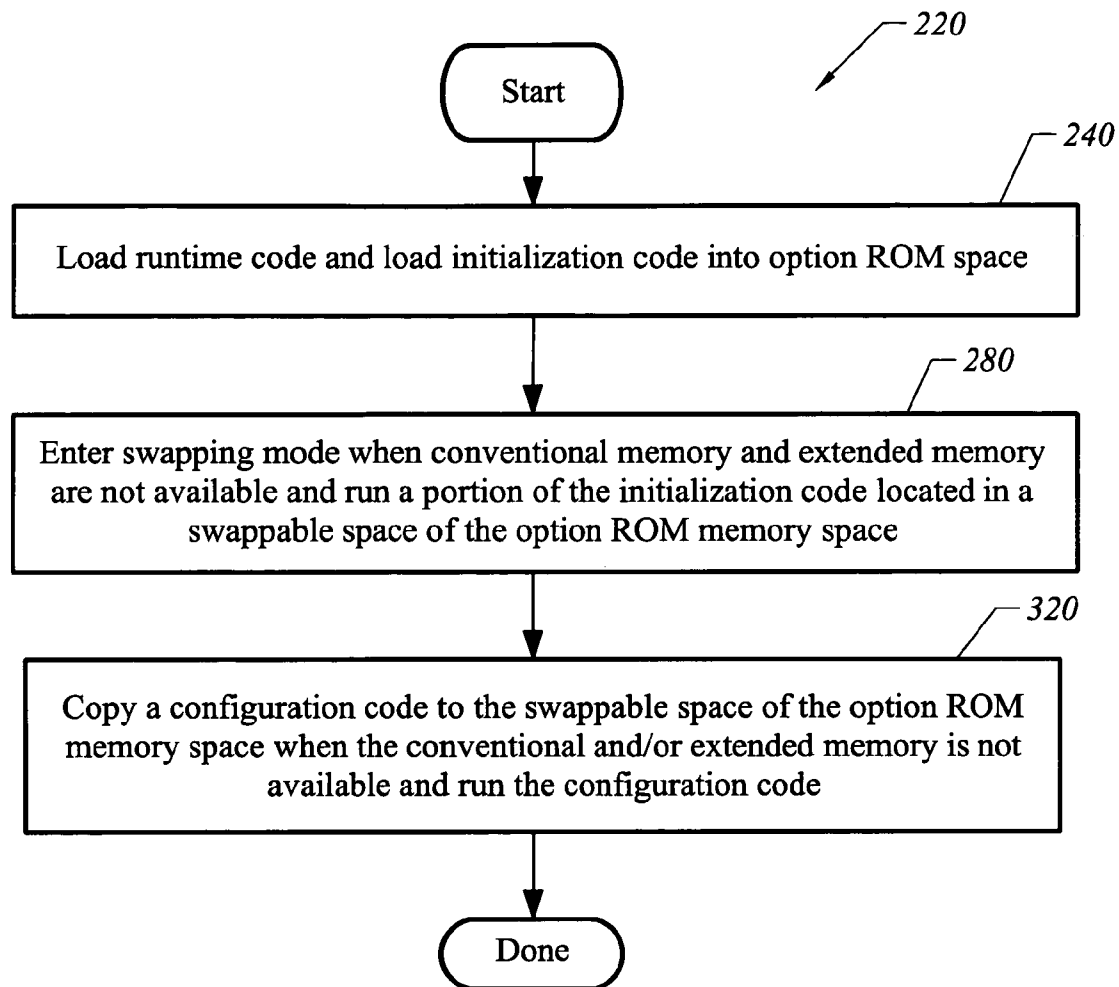 220
Start
240
Load runtime code and load initialization code into option ROM space
280
Enter swapping mode when conventional memory and extended memory
are not available and run a portion of the initialization code located in a
swappable space of the option ROM memory space
320
Copy a configuration code to the swappable space of the option ROM
memory space when the conventional and/or extended memory is not
available and run the configuration code
Done